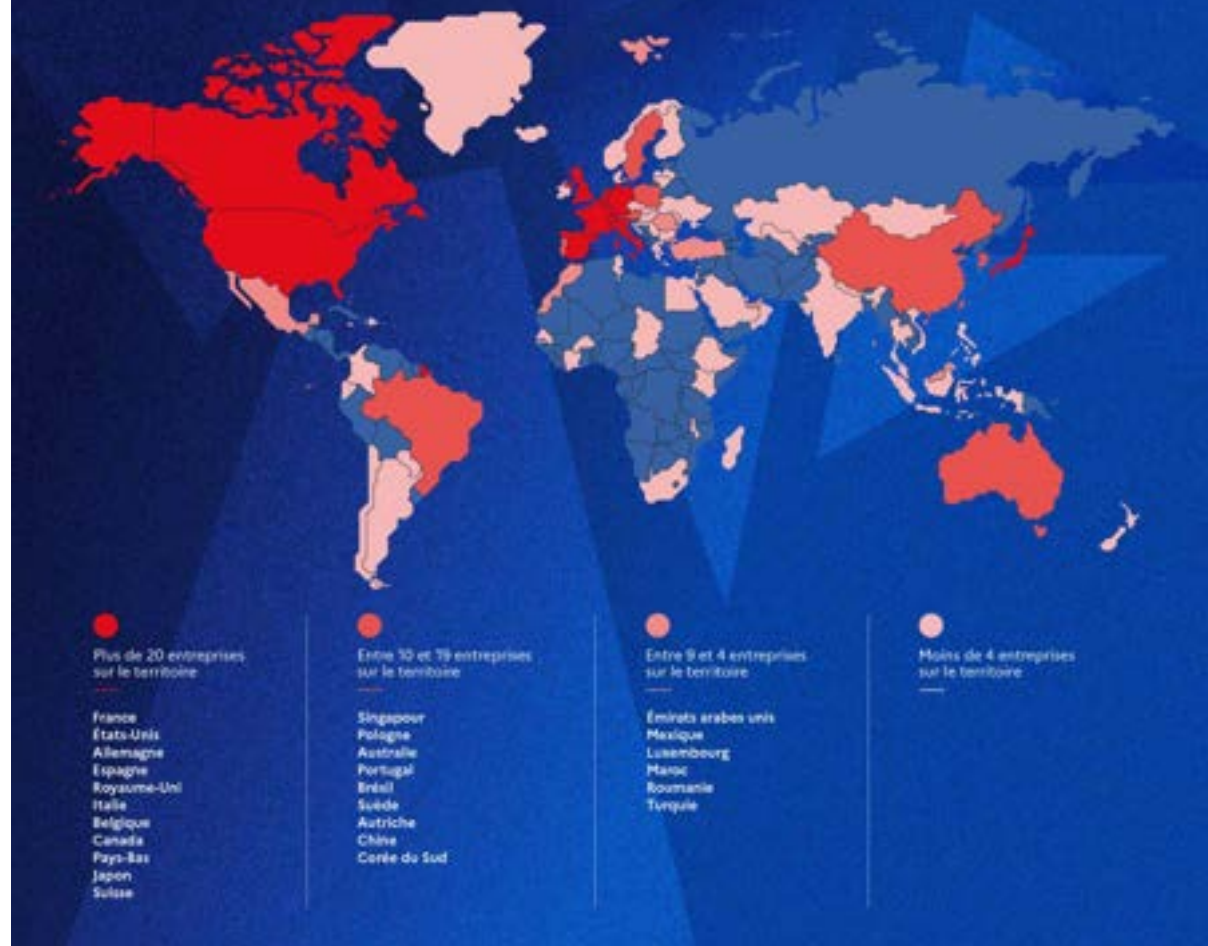 Plus de 20 entreprises
sur le territoire
France
États-Unis
Allemagne
Espagne
Royaume-Uni
Italie
Belgique
Canada
Pays-Bas
Japon
Suisse
Entre 10 et 19 entreprises
sur le territoire
Singapour
Pologne
Australie
Portugal
Brésil
Suède
Autriche
Chine
Corée du Sud
Entre 9 et 4 entreprises
sur le territoire
Émirats arabes unis
Mexique
Luxembourg
Maroc
Roumanie
Turquie
Moins de 4 entreprises
sur le territoire